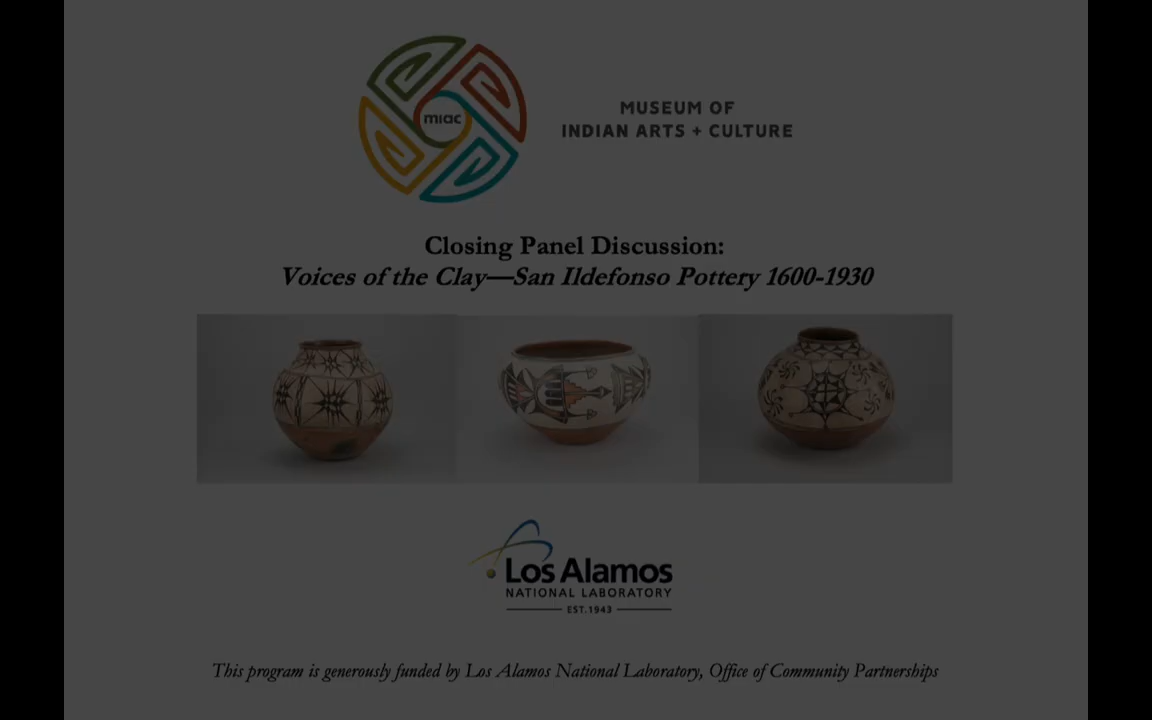 miac
MUSEUM OF
INDIAN ARTS + CULTURE
Closing Panel Discussion:
Voices of the Clay—San Ildefonso Pottery 1600-1930
Los Alamos
NATIONAL LABORATORY
EST.1943
This program is generously funded by Los Alamos National Laboratory, Office of Community Partnerships